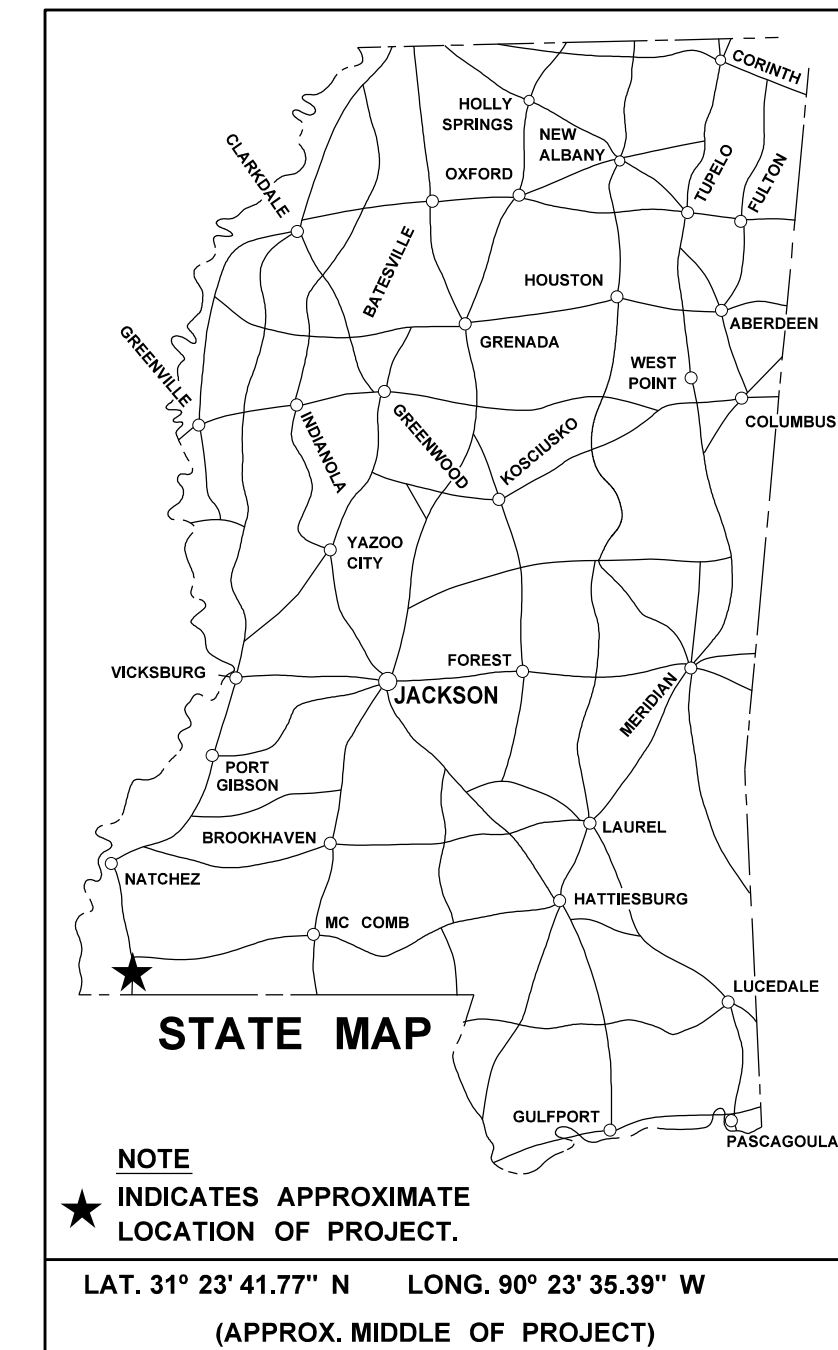 CORINTH
HOLLY
SPRINGS
NEW
ALBANY
CLARKDALE
OXFORD
TUPELO
FULTON
BATESVILLE
HOUSTON
ABERDEEN
GREENVILLE
GRENADA
WEST
POINT
COLUMBUS
INDIANOLA
GREENWOOD
KOSCIUSKO
YAZOO
CITY
VICKSBURG
FOREST
JACKSON
MERIDIAN
PORT
GIBSON
BROOKHAVEN
LAUREL
NATCHEZ
HATTIESBURG
MC COMB
LUCEDALE
STATE MAP
GULFPORT
PASCAGOULA
NOTE
INDICATES APPROXIMATE
LOCATION OF PROJECT.
LAT. 31º 23' 41.77" N LONG. 90º 23' 35.39" W
(APPROX. MIDDLE OF PROJECT)